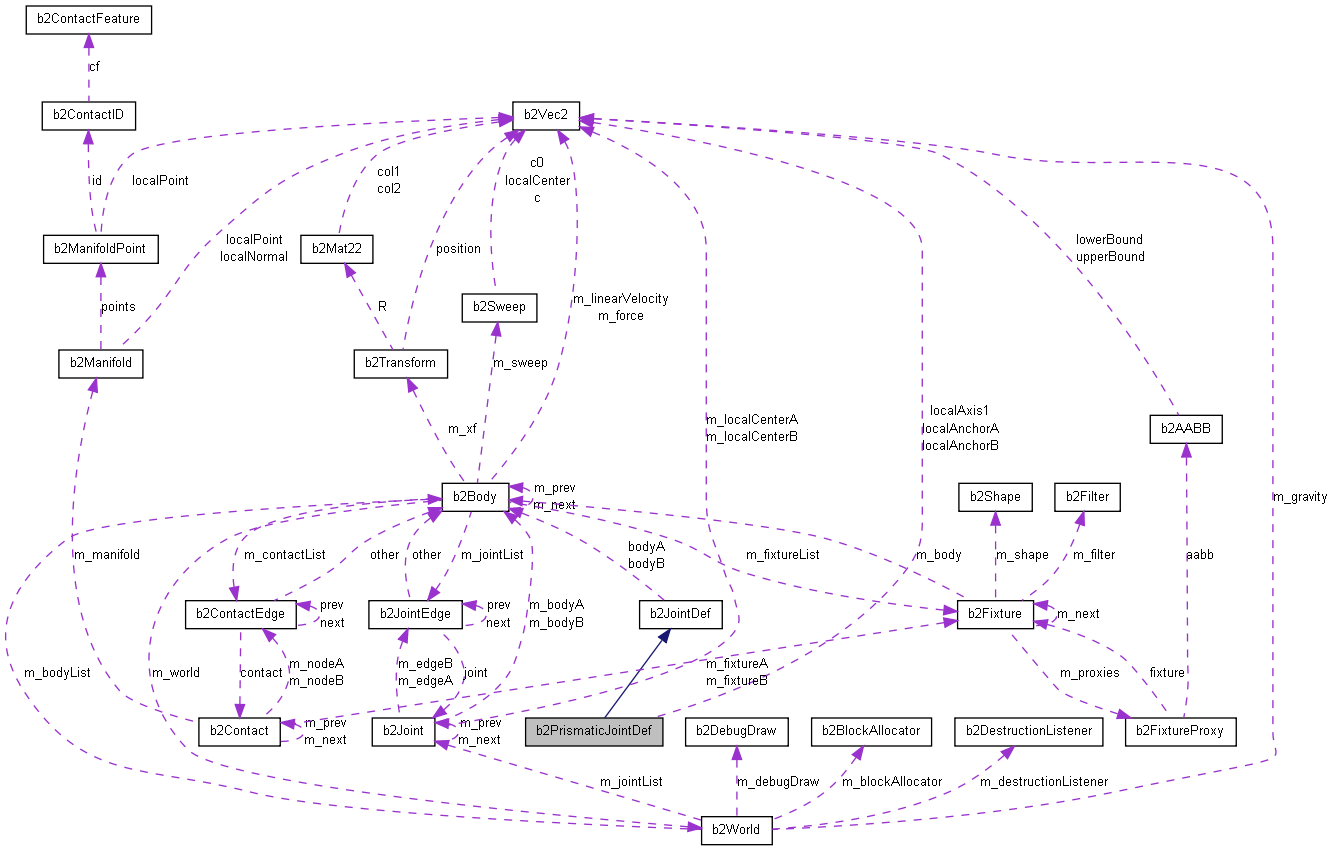 b2ContactFeature
cf
b2ContactID
b2Vec2
id
localPoint
col1
col2
c0
localCenter
c
localPoint
localNormal
position
lowerBound
upperBound
b2ManifoldPoint
b2Mat22
points
R
b2Sweep
m_linearVelocity
m_force
m_gravity
b2Manifold
b2Transform
m_sweep
m_xf
m_localCenterA
m_localCenterB
localAxis1
localAnchorA
localAnchorB
b2AABB
b2Body
m_prev
m_next
b2Shape
b2Filter
m_manifold
m_contactList
other
other
m_jointList
bodyA
bodyB
m_fixtureList
m_body
m_shape
m_filter
aabb
b2ContactEdge
prev
next
b2JointEdge
prev
next
m_bodyA
m_bodyB
b2JointDef
b2Fixture
m_next
m_bodyList
m_world
contact
m_nodeA
m_nodeB
m_edgeB
m_edgeA
joint
m_fixtureA
m_fixtureB
m_proxies
fixture
b2Contact
m_prev
m_next
b2Joint
m_prev
m_next
b2PrismaticJointDef
b2DebugDraw
b2BlockAllocator
b2DestructionListener
b2FixtureProxy
m_jointList
m_debugDraw
m_blockAllocator
m_destructionListener
b2World